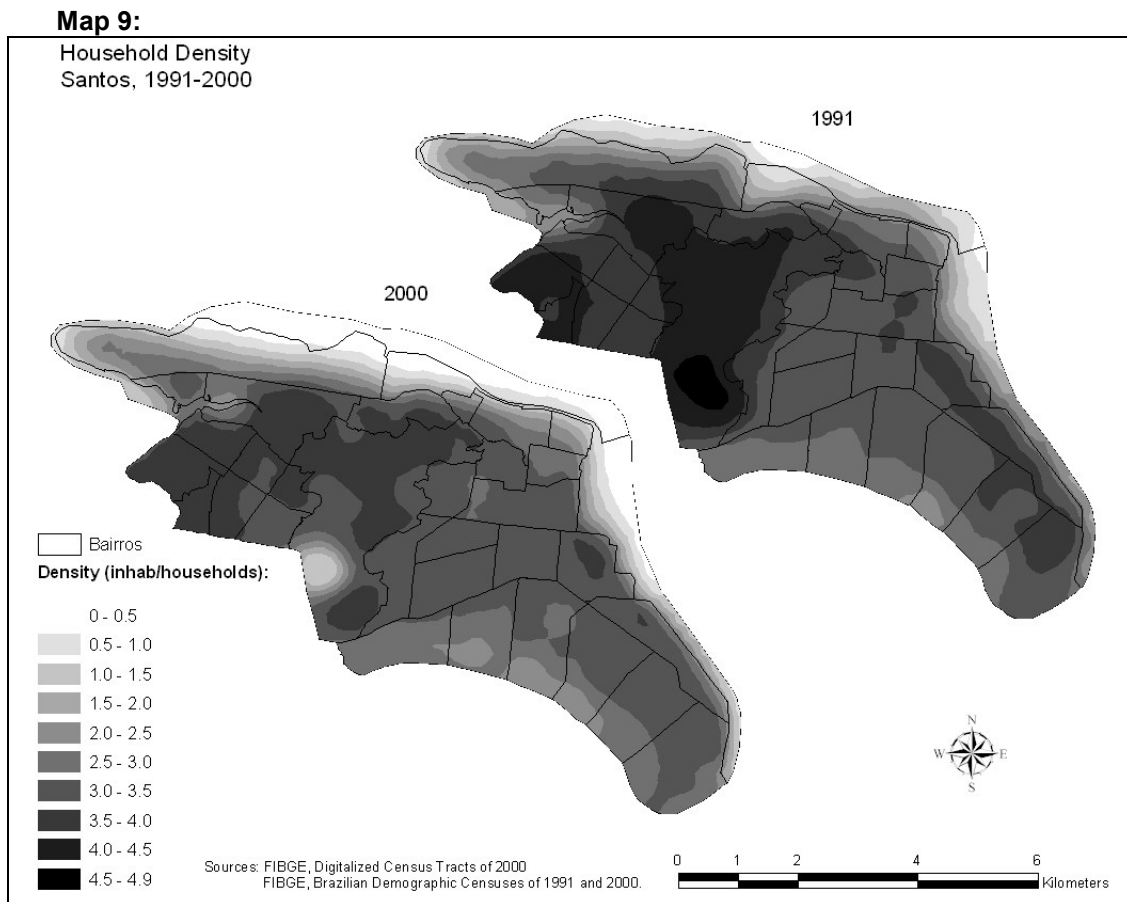 Map 9:
Household Density
Santos, 1991-2000
1991
2000
Bairros
Density (inhab/households):
0 - 0.5
0.5 - 1.0
1.0 - 1.5
1.5 - 2.0
2.0 - 2.5
2.5 - 3.0
3.0 - 3.5
3.5 - 4.0
4.0 - 4.5
4.5 - 4.9
N
W E
S
Sources: FIBGE, Digitalized Census Tracts of 2000
FIBGE, Brazilian Demographic Censuses of 1991 and 2000.
0 1 2 4 6
Kilometers